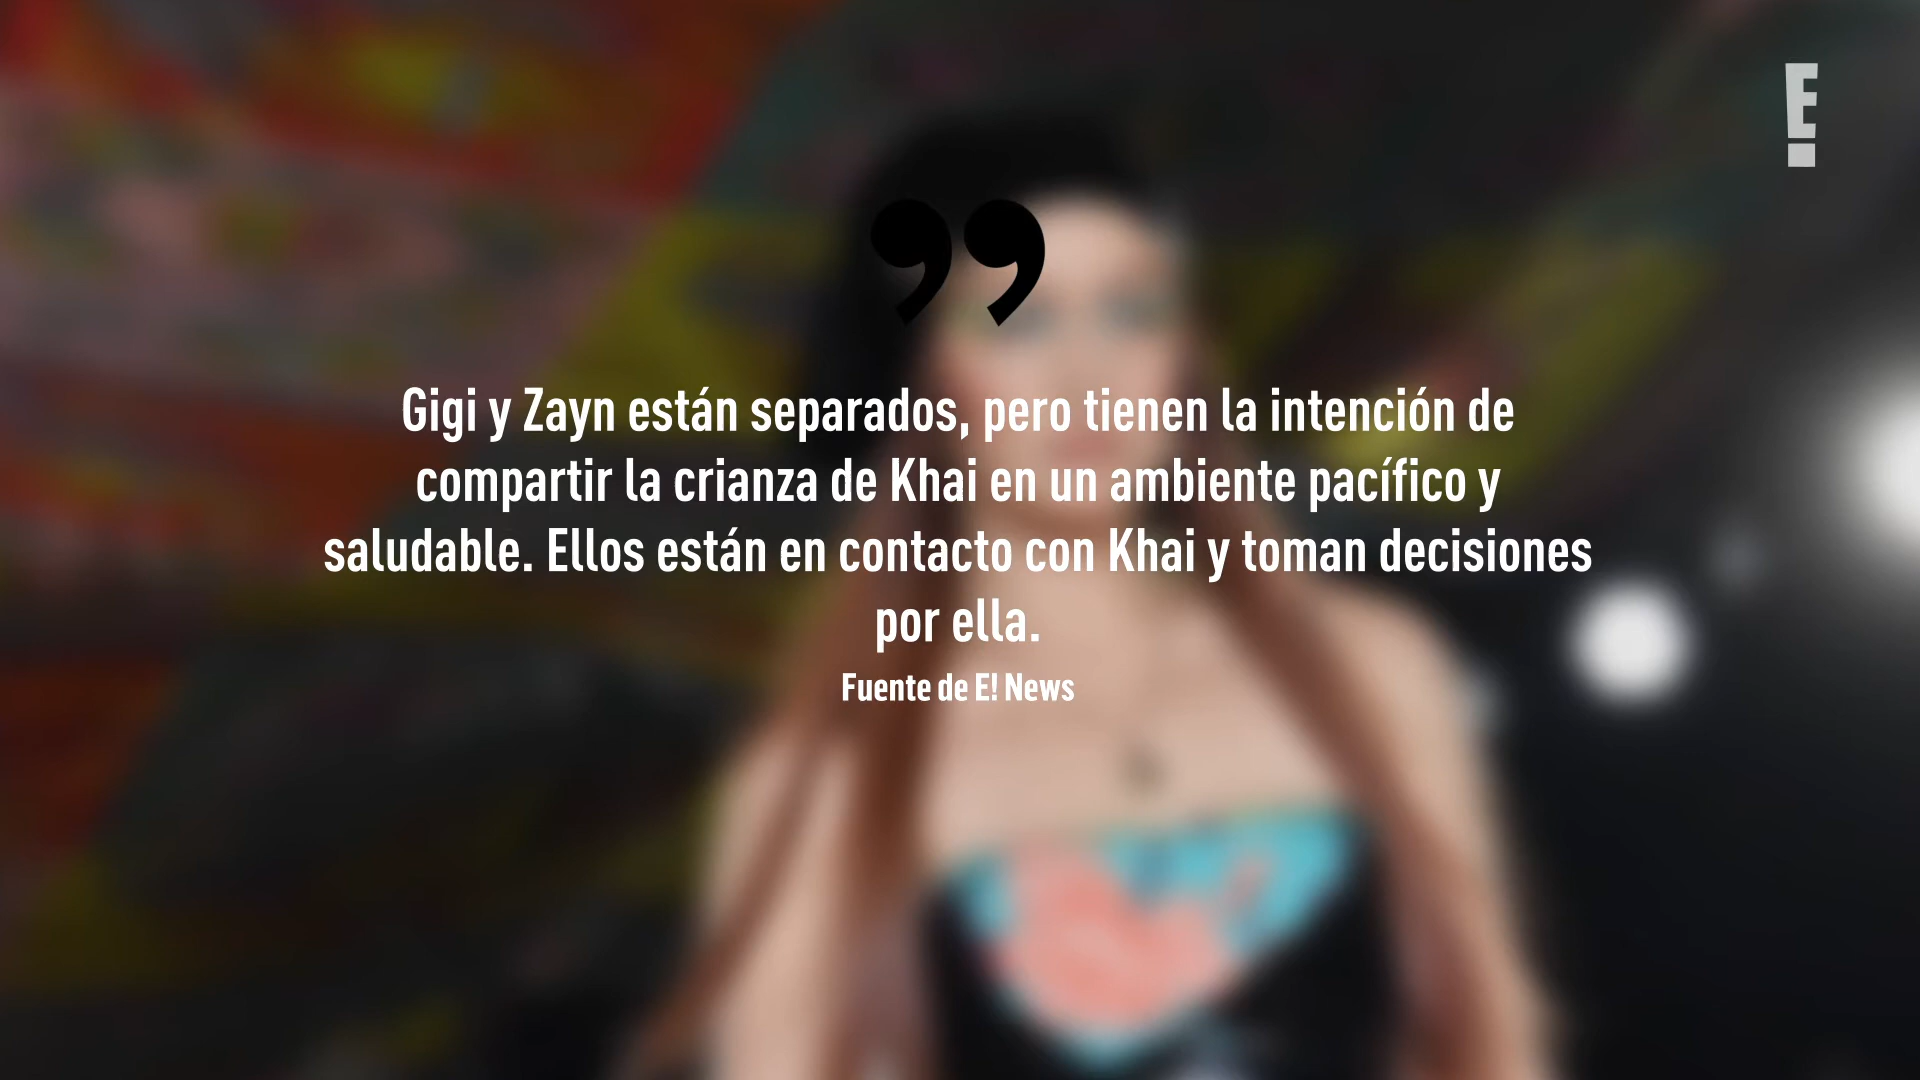 E!
”
Gigi y Zayn están separados, pero tienen la intención de
compartir la crianza de Khai en un ambiente pacífico y
saludable. Ellos están en contacto con Khai y toman decisiones
por ella.
Fuente de E! News